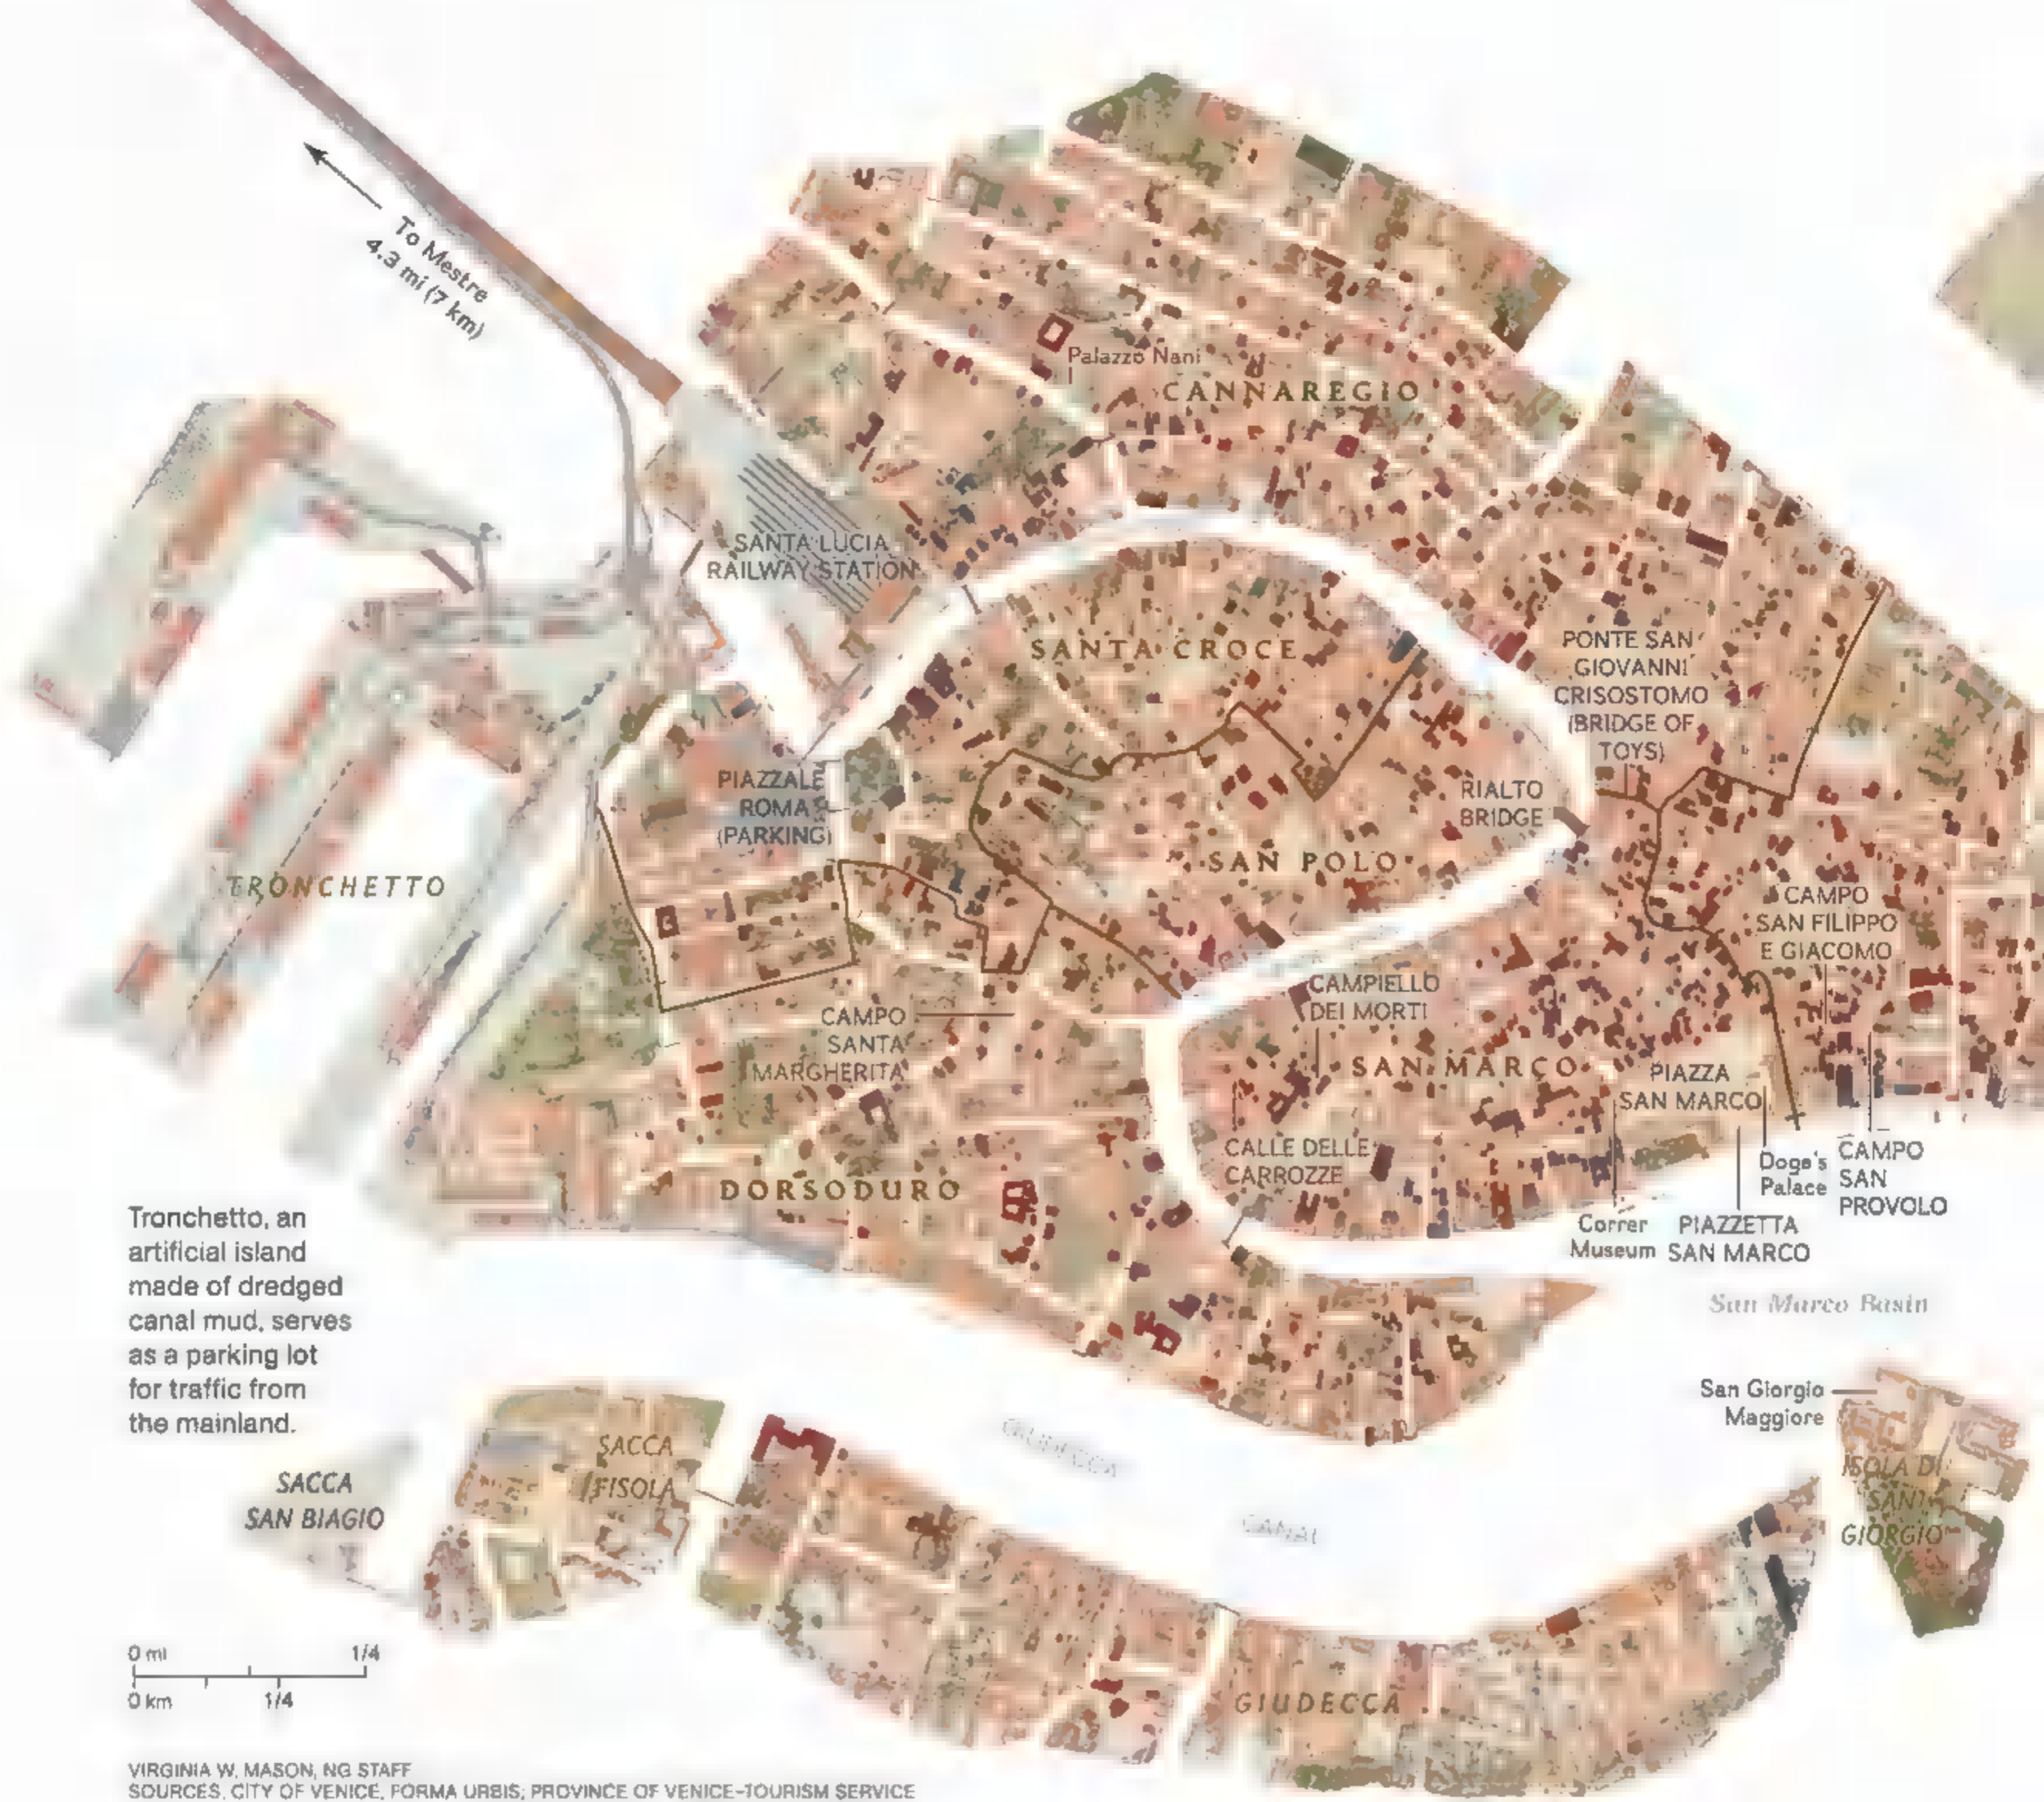 To Mestre
4.3 mi (7 km)
Palazzo Nani
CANNAREGIO
SANTA LUCIA
RAILWAY STATION
SANTA CROCE
PONTE SAN
GIOVANNI
CRISOSTOMO
(BRIDGE OF
TOYS)
PIAZZALE
ROMA
(PARKING)
RIALTO
BRIDGE
SAN POLO
TRONCHETTO
CAMPO
SAN FILIPPO
E GIACOMO
CAMPIELLO
DEI MORTI
CAMPO
SANTA
MARGHERITA
SAN MARCO
PIAZZA
SAN MARCO
CALLE DELLE
CARROZZE
Doge's
Palace
CAMPO
SAN
PROVOLO
DORSODURO
Correr
Museum
PIAZZETTA
SAN MARCO
Tronchetto, an
artificial island
made of dredged
canal mud, serves
as a parking lot
for traffic from
the mainland.
San Marco Basin
San Giorgio
Maggiore
GIUDECCA
CANAL
SACCA
FISOLA
SACCA
SAN BIAGIO
ISOLA DI
SAN
GIORGIO
GIUDECCA
0 mi 1/4
0 km 1/4
VIRGINIA W. MASON, NG STAFF
SOURCES, CITY OF VENICE, FORMA URBIS; PROVINCE OF VENICE-TOURISM SERVICE